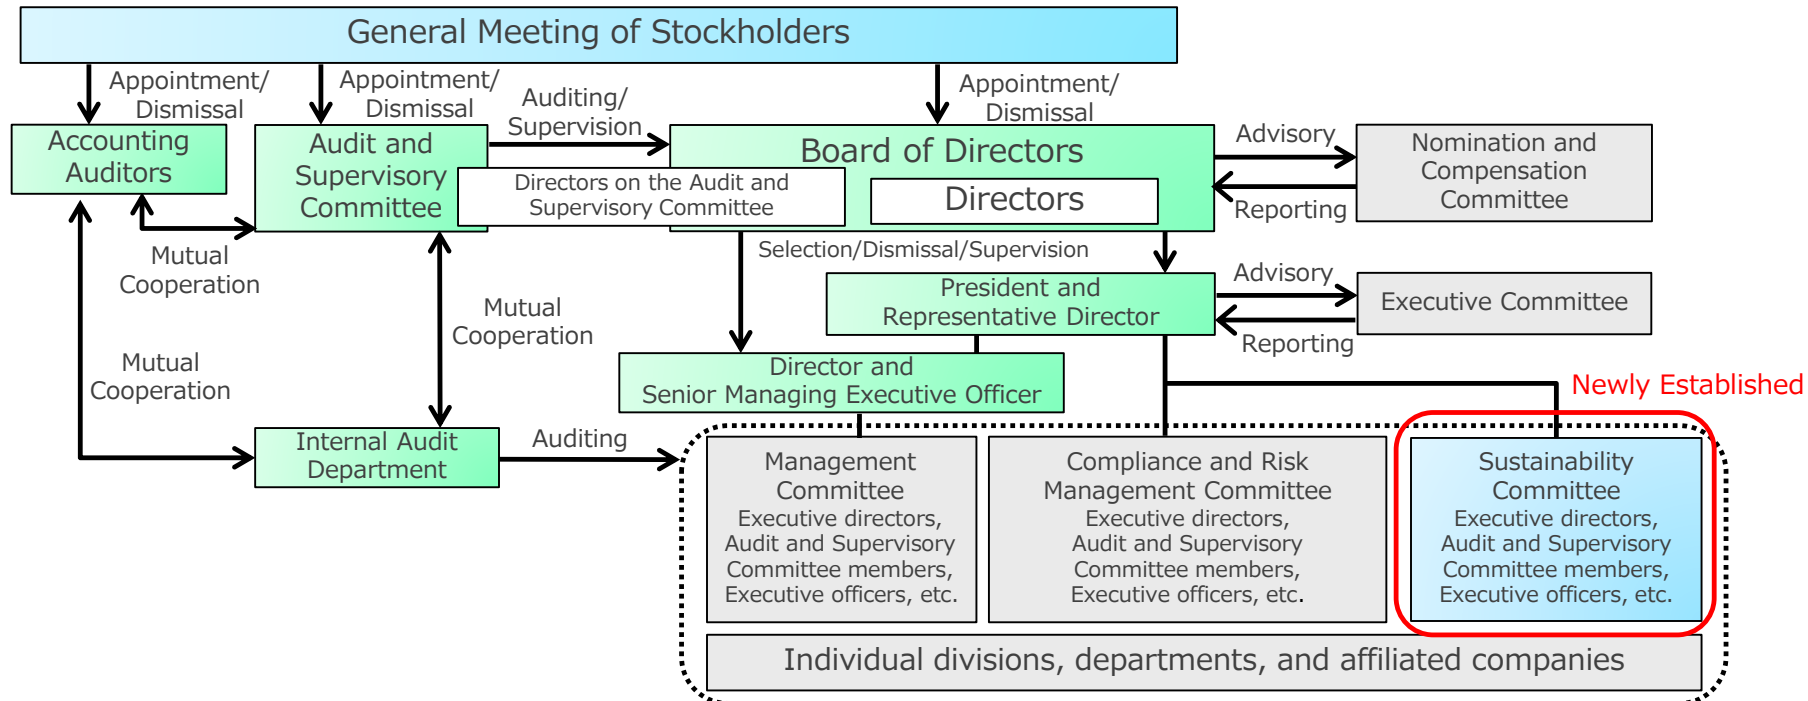 General Meeting of Stockholders
Appointment/
Dismissal
Appointment/
Dismissal
Auditing/
Supervision
Appointment/
Dismissal
Accounting
Auditors
Audit and
Supervisory
Committee
Board of Directors
Directors on the Audit and
Supervisory Committee
Directors
Advisory
Reporting
Nomination and
Compensation
Committee
Mutual
Cooperation
Selection/Dismissal/Supervision
President and
Representative Director
Advisory
Reporting
Executive Committee
Mutual
Cooperation
Mutual
Cooperation
Director and
Senior Managing Executive Officer
Newly Established
Internal Audit
Department
Auditing
Management
Committee
Executive directors,
Audit and Supervisory
Committee members,
Executive officers, etc.
Compliance and Risk
Management Committee
Executive directors,
Audit and Supervisory
Committee members,
Executive officers, etc.
Sustainability
Committee
Executive directors,
Audit and Supervisory
Committee members,
Executive officers, etc.
Individual divisions, departments, and affiliated companies